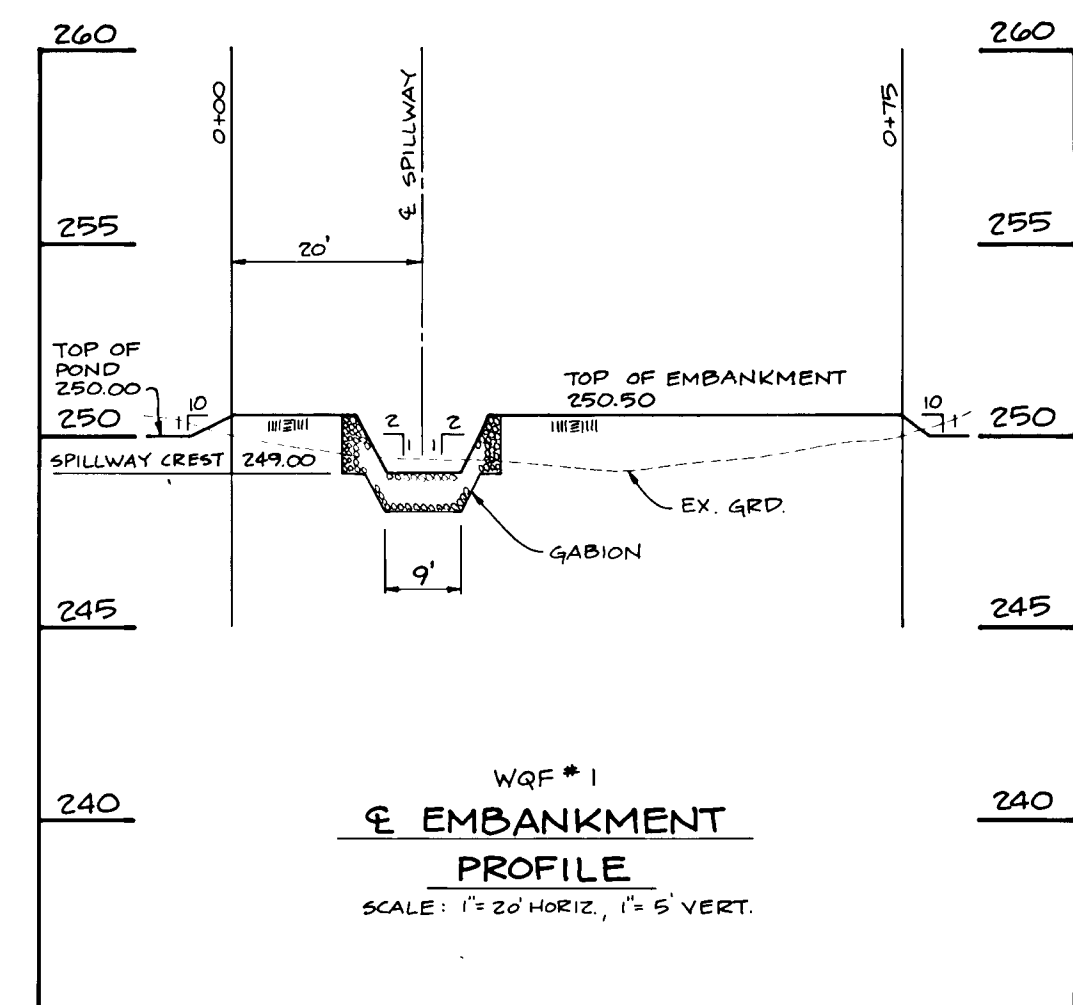 260
260
0+00
℄ SPILLWAY
0+75
255
255
20'
TOP OF
POND
250.00
TOP OF EMBANKMENT
250.50
250
10
1
2
1
1
2
10
1
250
SPILLWAY CREST 249.00
EX. GRD.
GABION
9'
245
245
WQF # 1
240
240
℄ EMBANKMENT
PROFILE
SCALE: 1"= 20' HORIZ., 1"= 5' VERT.